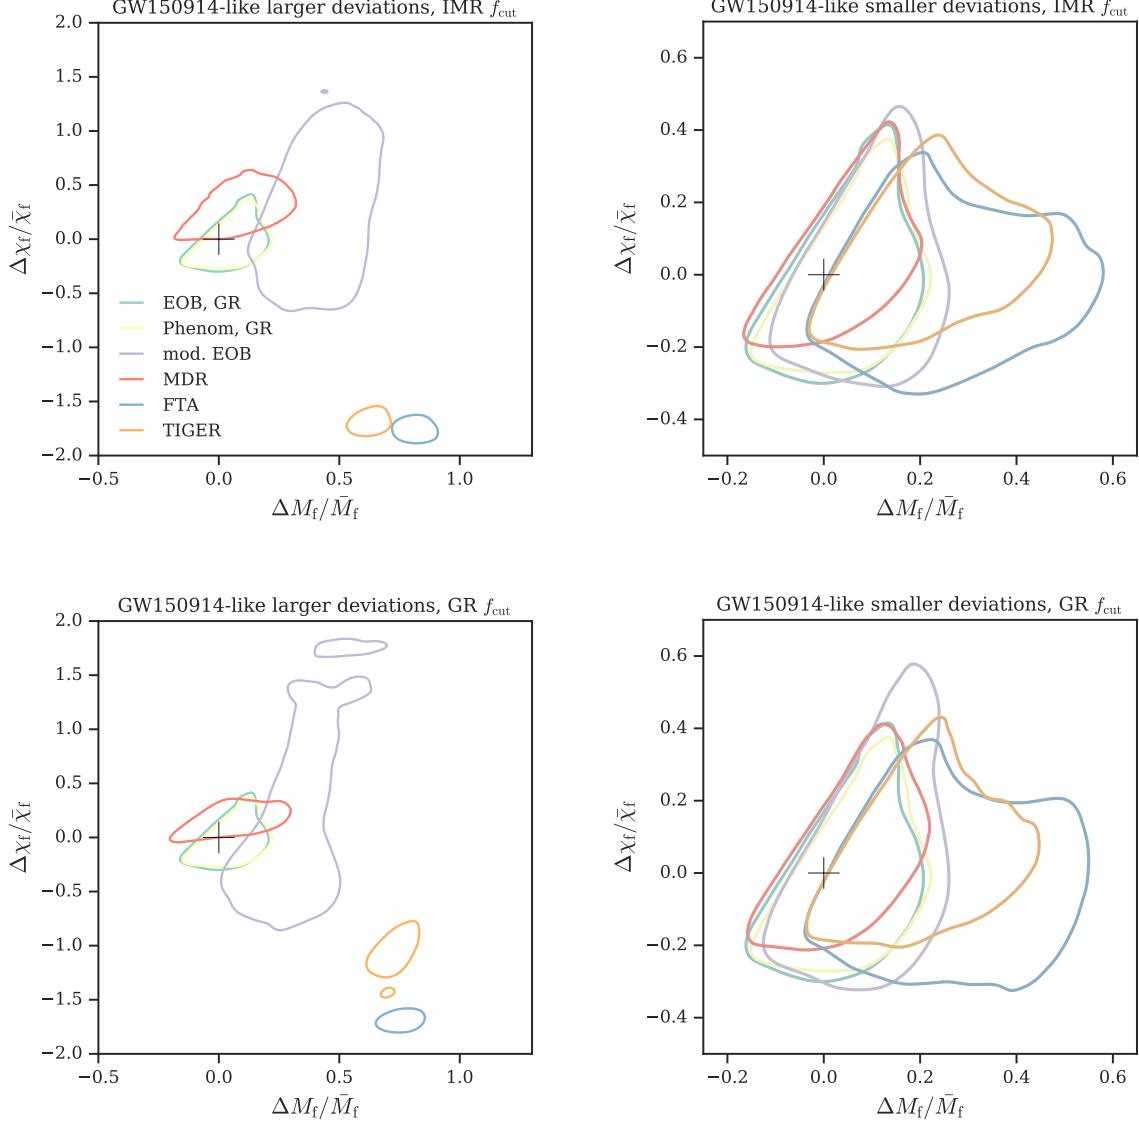 GW150914-like larger deviations, IMR f_cut
2.0
1.5
1.0
0.5
0.0
−0.5
−1.0
−1.5
−2.0
Δχ_f/χ̄_f
EOB, GR
Phenom, GR
mod. EOB
MDR
FTA
TIGER
−0.5
0.0
0.5
1.0
ΔM_f/M̄_f
GW150914-like smaller deviations, IMR f_cut
0.6
0.4
0.2
0.0
−0.2
−0.4
Δχ_f/χ̄_f
−0.2
0.0
0.2
0.4
0.6
ΔM_f/M̄_f
GW150914-like larger deviations, GR f_cut
2.0
1.5
1.0
0.5
0.0
−0.5
−1.0
−1.5
−2.0
Δχ_f/χ̄_f
−0.5
0.0
0.5
1.0
ΔM_f/M̄_f
GW150914-like smaller deviations, GR f_cut
0.6
0.4
0.2
0.0
−0.2
−0.4
Δχ_f/χ̄_f
−0.2
0.0
0.2
0.4
0.6
ΔM_f/M̄_f